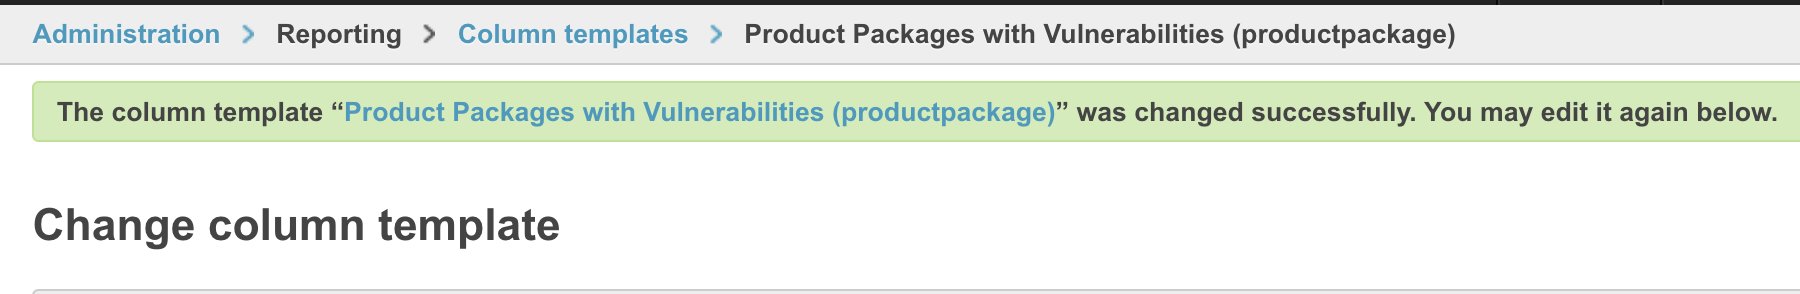 Administration > Reporting > Column templates > Product Packages with Vulnerabilities (productpackage)
The column template “Product Packages with Vulnerabilities (productpackage)” was changed successfully. You may edit it again below.
Change column template